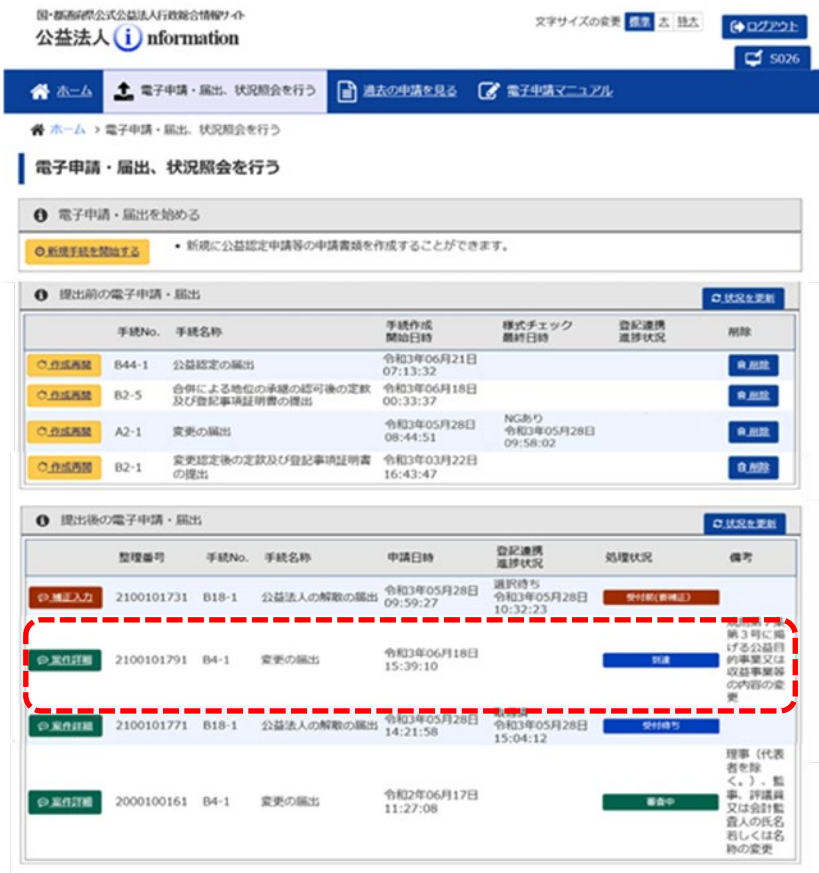 国・都道府県公式公益法人行政総合情報サイト
公益法人 i nformation
文字サイズの変更 標準 大 特大
ログアウト
S026
ホーム 電子申請・届出、状況照会を行う 過去の申請を見る 電子申請マニュアル
ホーム > 電子申請・届出、状況照会を行う
電子申請・届出、状況照会を行う
電子申請・届出を始める
新規手続を開始する • 新規に公益認定申請等の申請書類を作成することができます。
提出前の電子申請・届出 状況を更新
手続No. 手続名称 手続作成 様式チェック 登記連携 削除
開始日時 最終日時 進捗状況
作成再開 B44-1 公益認定の届出 令和3年06月21日 削除
07:13:32
作成再開 B2-5 合併による地位の承継の認可後の定款 令和3年06月18日 削除
及び登記事項証明書の提出 00:33:37
作成再開 A2-1 変更の届出 令和3年05月28日 NGあり 削除
08:44:51 令和3年05月28日
09:58:02
作成再開 B2-1 変更認定後の定款及び登記事項証明書 令和3年03月22日 削除
の提出 16:43:47
提出後の電子申請・届出 状況を更新
整理番号 手続No. 手続名称 申請日時 登記連携 処理状況 備考
進捗状況
補正入力 2100101731 B18-1 公益法人の解散の届出 令和3年05月28日 選択待ち 受付前(要補正)
09:59:27 令和3年05月28日
10:32:23
案件詳細 2100101791 B4-1 変更の届出 令和3年06月18日 到達
15:39:10
第3号に掲
げる公益目
的事業又は
収益事業等
の内容の変
更
案件詳細 2100101771 B18-1 公益法人の解散の届出 令和3年05月28日 受付待ち
14:21:58 令和3年05月28日
15:04:12
案件詳細 2000100161 B4-1 変更の届出 令和2年06月17日 審査中
11:27:08
理事（代表
者を除
く。）、監
事、評議員
又は会計監
査人の氏名
若しくは名
称の変更